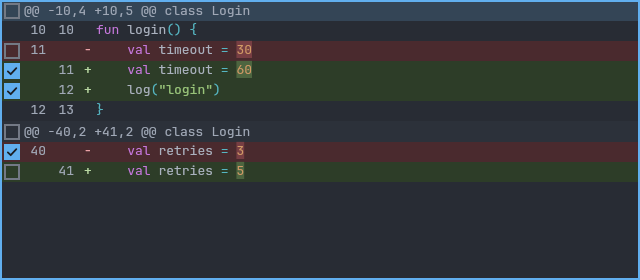 @@ -10,4 +10,5 @@ class Login
10 10 fun login() {
11 - val timeout = 30
11 + val timeout = 60
12 + log("login")
12 13 }
@@ -40,2 +41,2 @@ class Login
40 - val retries = 3
41 + val retries = 5